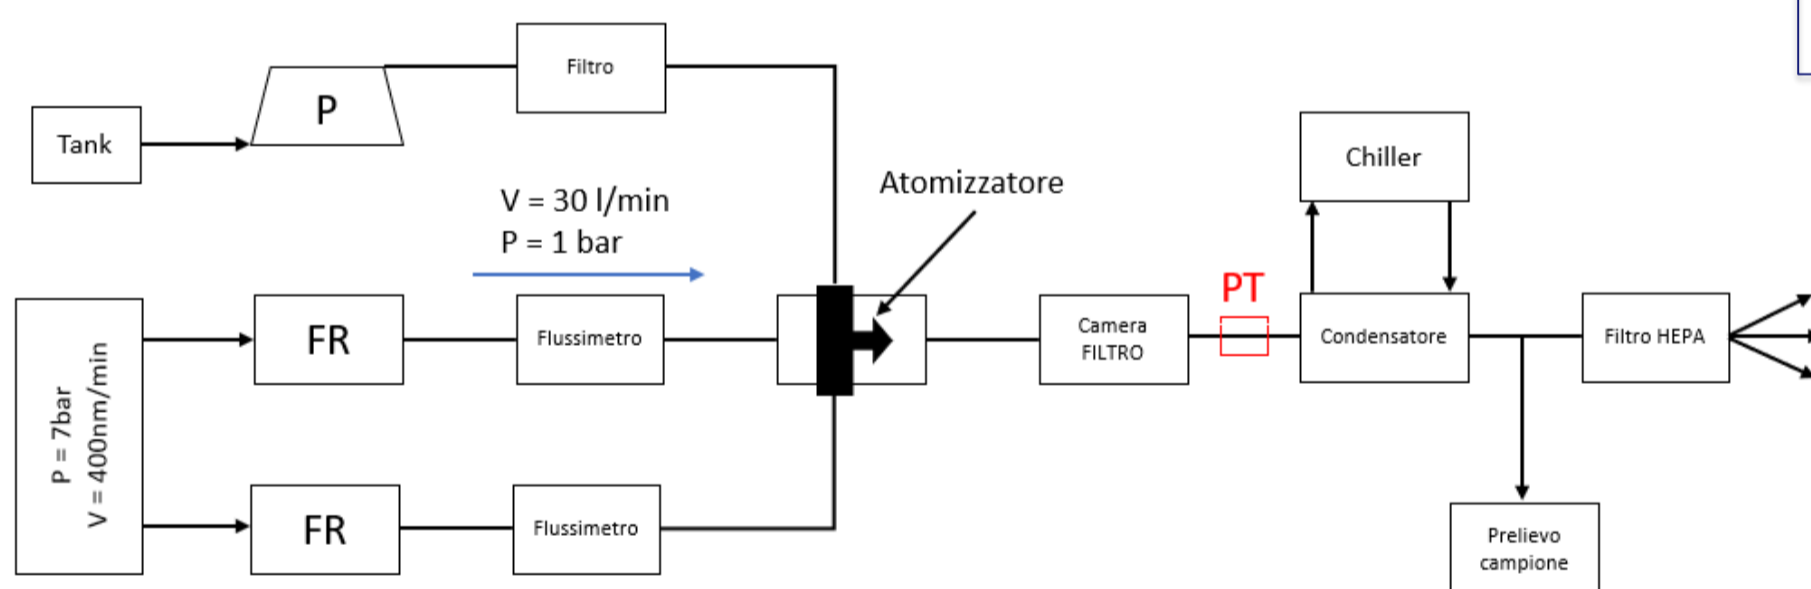 Filtro
P
Tank
V = 30 l/min
P = 1 bar
Atomizzatore
Chiller
PT
P = 7bar
V = 400nm/min
FR
Flussimetro
Camera
FILTRO
Condensatore
Filtro HEPA
FR
Flussimetro
Prelievo
campione